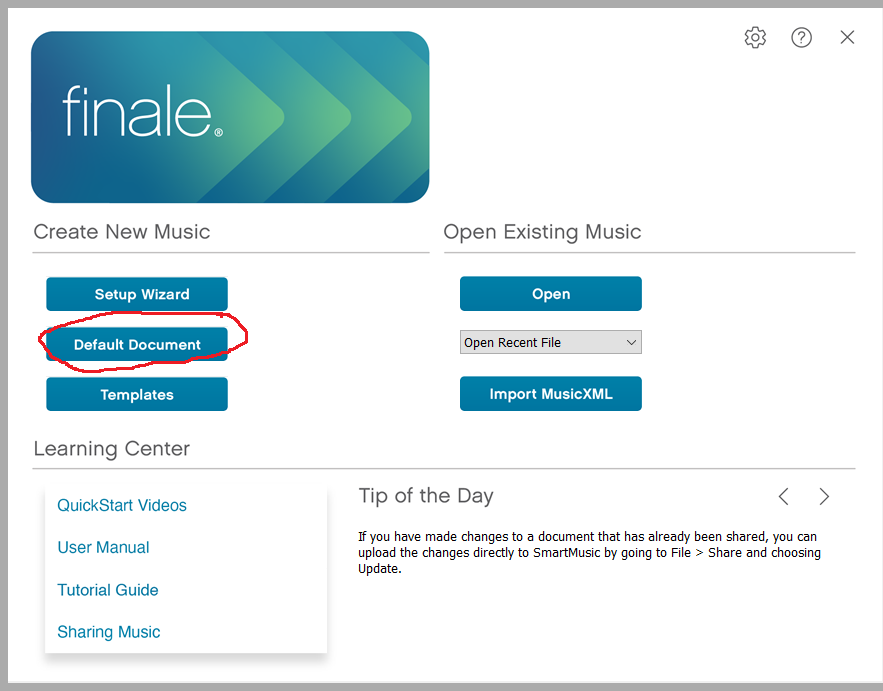 finale®
Create New Music
Open Existing Music
Setup Wizard
Open
Default Document
Open Recent File
Templates
Import MusicXML
Learning Center
QuickStart Videos
User Manual
Tutorial Guide
Sharing Music
Tip of the Day
If you have made changes to a document that has already been shared, you can
upload the changes directly to SmartMusic by going to File > Share and choosing
Update.